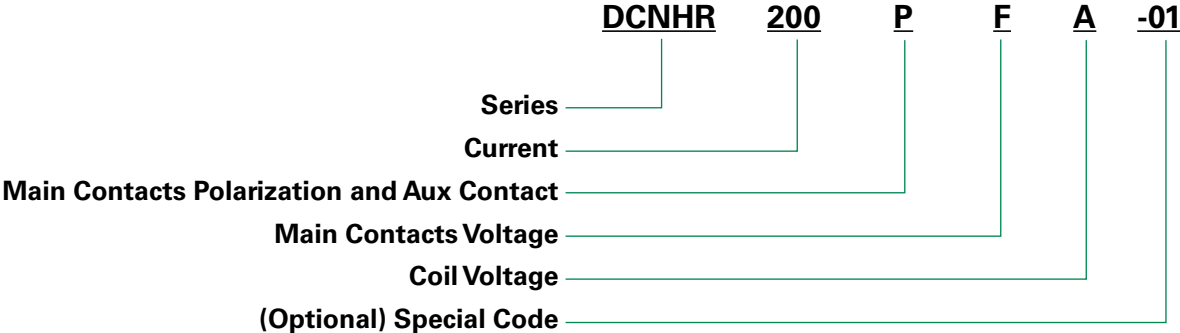 DCNHR 200 P F A -01
Series
Current
Main Contacts Polarization and Aux Contact
Main Contacts Voltage
Coil Voltage
(Optional) Special Code